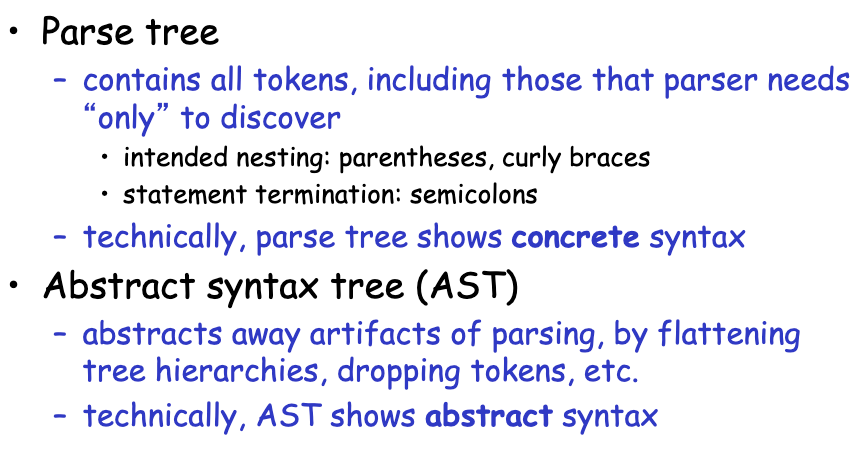 • Parse tree
– contains all tokens, including those that parser needs
“only” to discover
• intended nesting: parentheses, curly braces
• statement termination: semicolons
– technically, parse tree shows concrete syntax
• Abstract syntax tree (AST)
– abstracts away artifacts of parsing, by flattening
tree hierarchies, dropping tokens, etc.
– technically, AST shows abstract syntax